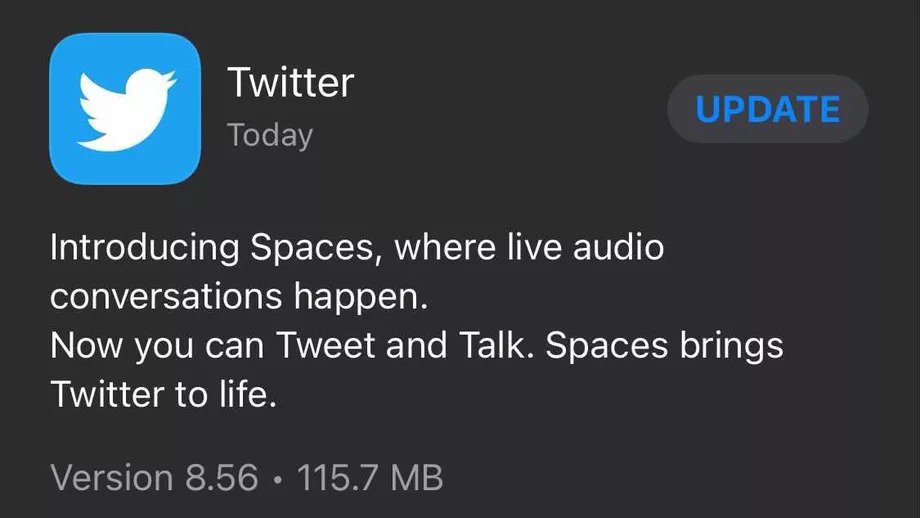 Twitter
Today
UPDATE
Introducing Spaces, where live audio
conversations happen.
Now you can Tweet and Talk. Spaces brings
Twitter to life.
Version 8.56 • 115.7 MB